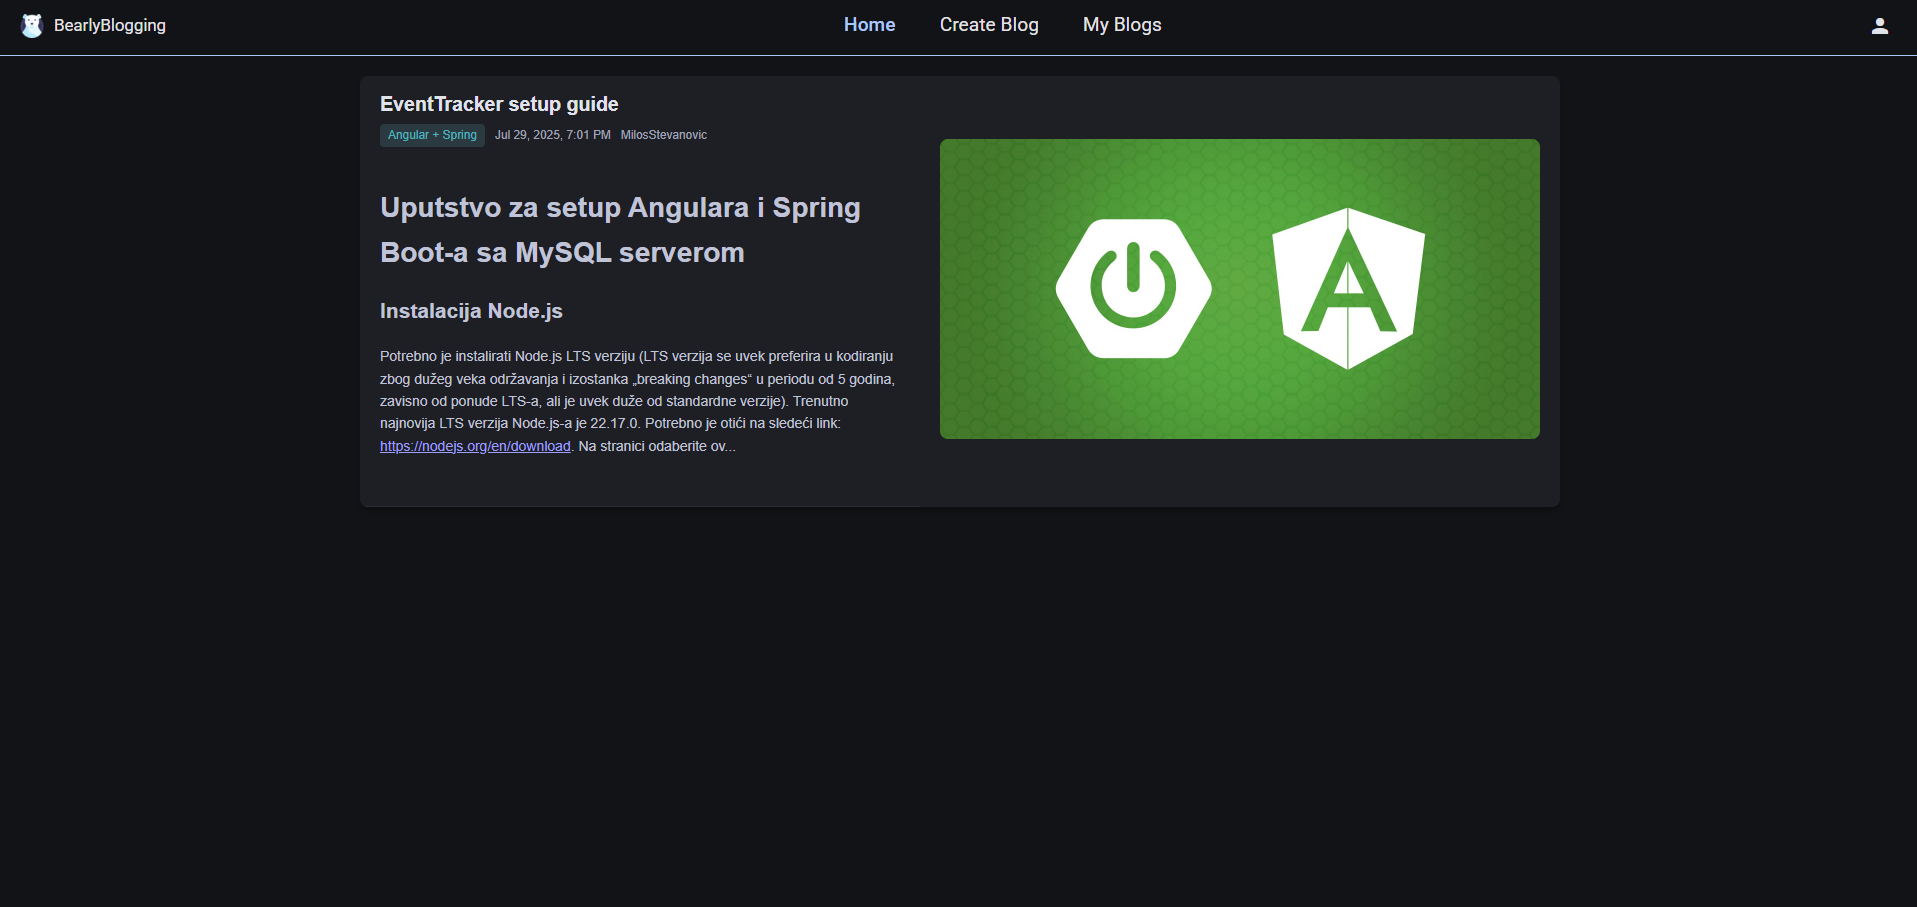 BearlyBlogging
Home
Create Blog
My Blogs
EventTracker setup guide
Angular + Spring
Jul 29, 2025, 7:01 PM
MilosStevanovic
Uputstvo za setup Angulara i Spring
Boot-a sa MySQL serverom
Instalacija Node.js
Potrebno je instalirati Node.js LTS verziju (LTS verzija se uvek preferira u kodiranju
zbog dužeg veka održavanja i izostanka „breaking changes“ u periodu od 5 godina,
zavisno od ponude LTS-a, ali je uvek duže od standardne verzije). Trenutno
najnovija LTS verzija Node.js-a je 22.17.0. Potrebno je otići na sledeći link:
https://nodejs.org/en/download. Na stranici odaberite ov...